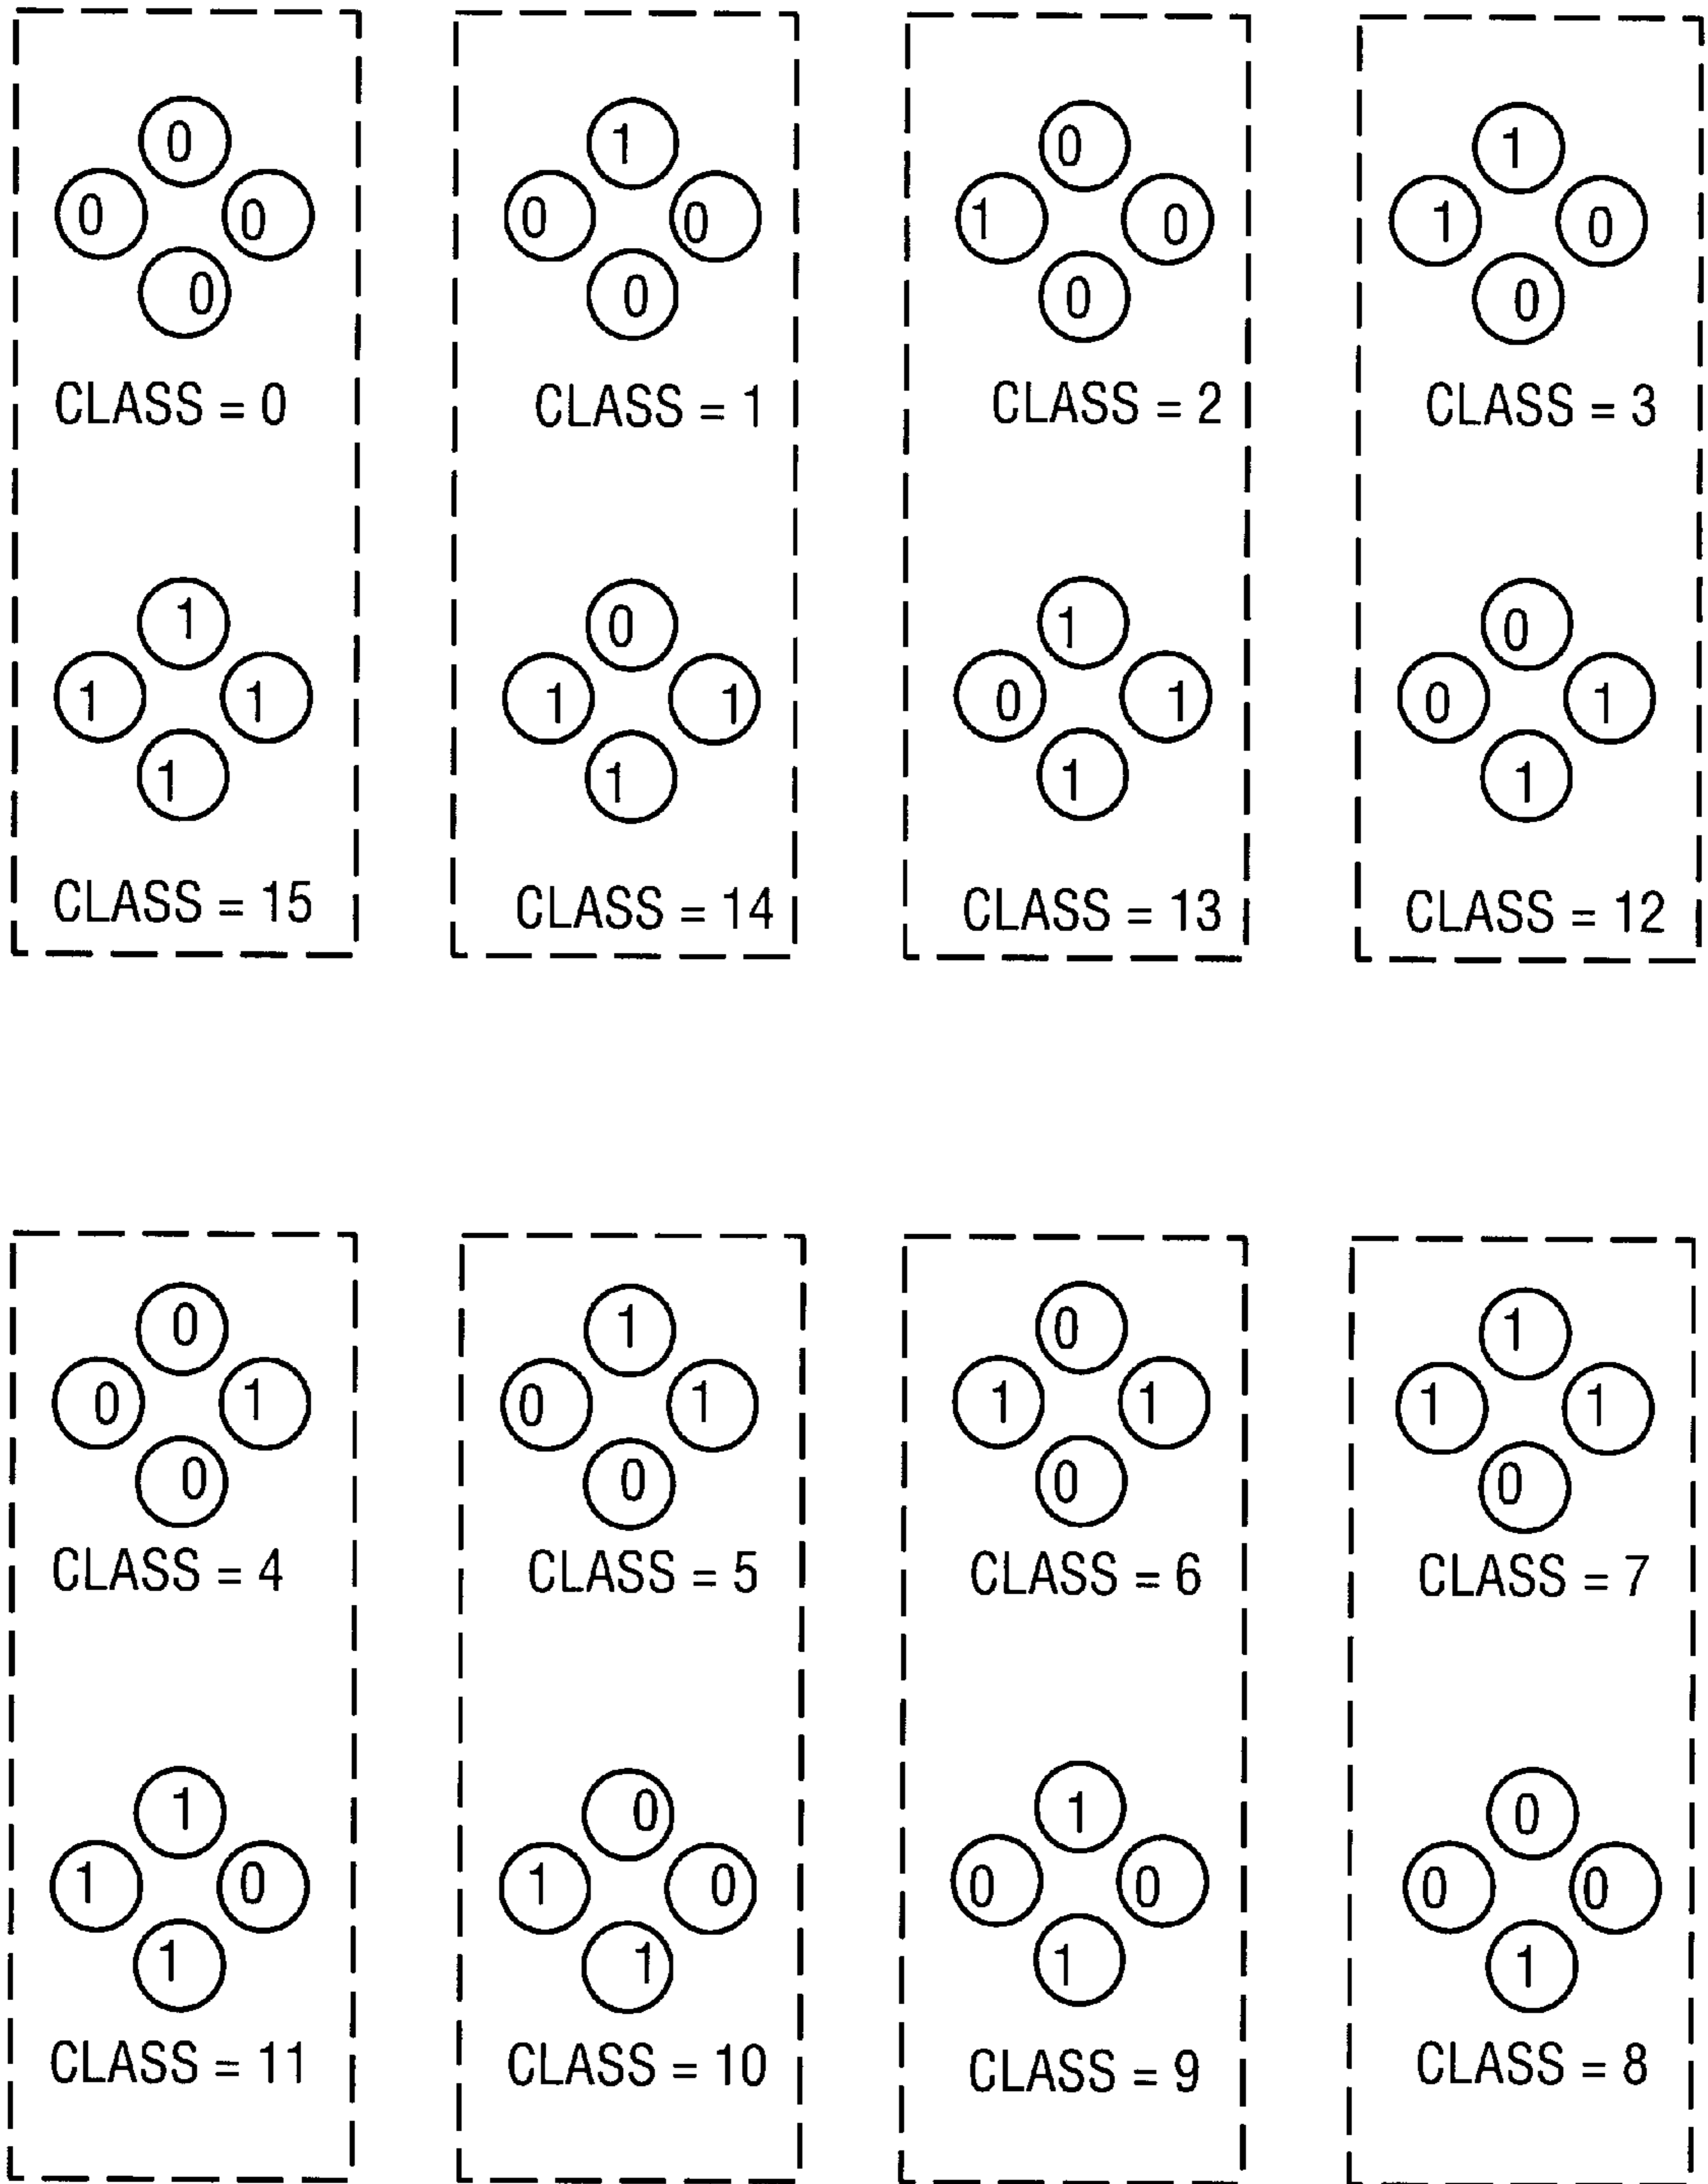 0 1 0 1
0 0 0 0 1 0 1 0
0 0 0 0
CLASS = 0 CLASS = 1 CLASS = 2 CLASS = 3
1 0 1 0
1 1 1 1 0 1 0 1
1 1 1 1
CLASS = 15 CLASS = 14 CLASS = 13 CLASS = 12
0 1 0 1
0 1 0 1 1 1 1 1
0 0 0 0
CLASS = 4 CLASS = 5 CLASS = 6 CLASS = 7
1 0 1 0
1 0 1 0 0 0 0 0
1 1 1 1
CLASS = 11 CLASS = 10 CLASS = 9 CLASS = 8